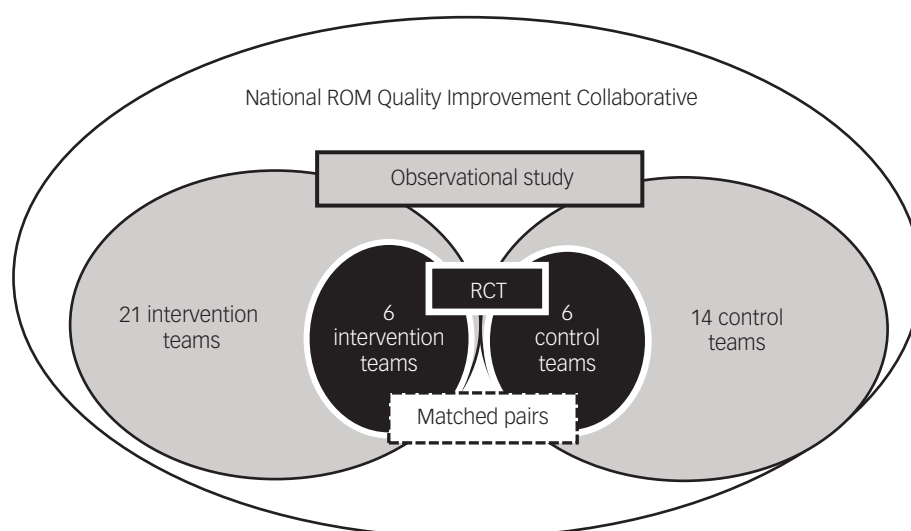 National ROM Quality Improvement Collaborative
Observational study
RCT
21 intervention
teams
6
intervention
teams
6
control
teams
14 control
teams
Matched pairs